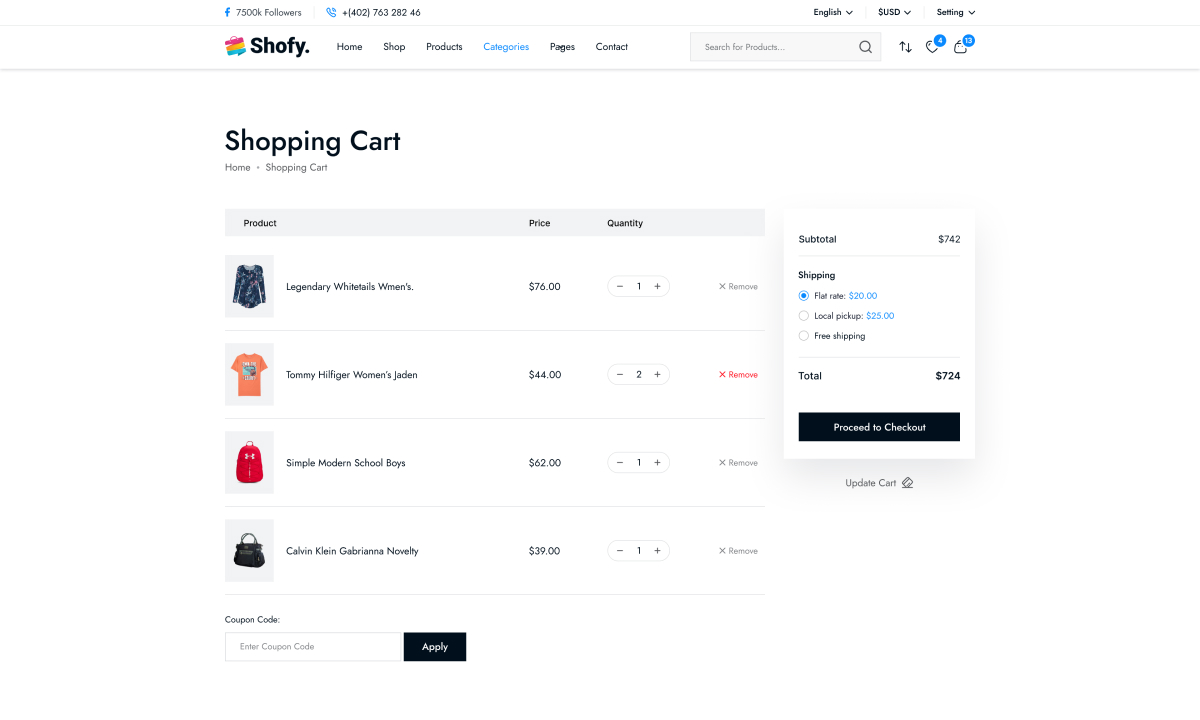 7500k Followers +(402) 763 282 46 English $USD Setting
Shofy. Home Shop Products Categories Pages Contact Search for Products... 4 13
Shopping Cart
Home • Shopping Cart
Product Price Quantity
Legendary Whitetails Wmen's. $76.00 − 1 + × Remove
Tommy Hilfiger Women's Jaden $44.00 − 2 + × Remove
Simple Modern School Boys $62.00 − 1 + × Remove
Calvin Klein Gabrianna Novelty $39.00 − 1 + × Remove
Coupon Code:
Enter Coupon Code Apply
Subtotal $742
Shipping
Flat rate: $20.00
Local pickup: $25.00
Free shipping
Total $724
Proceed to Checkout
Update Cart